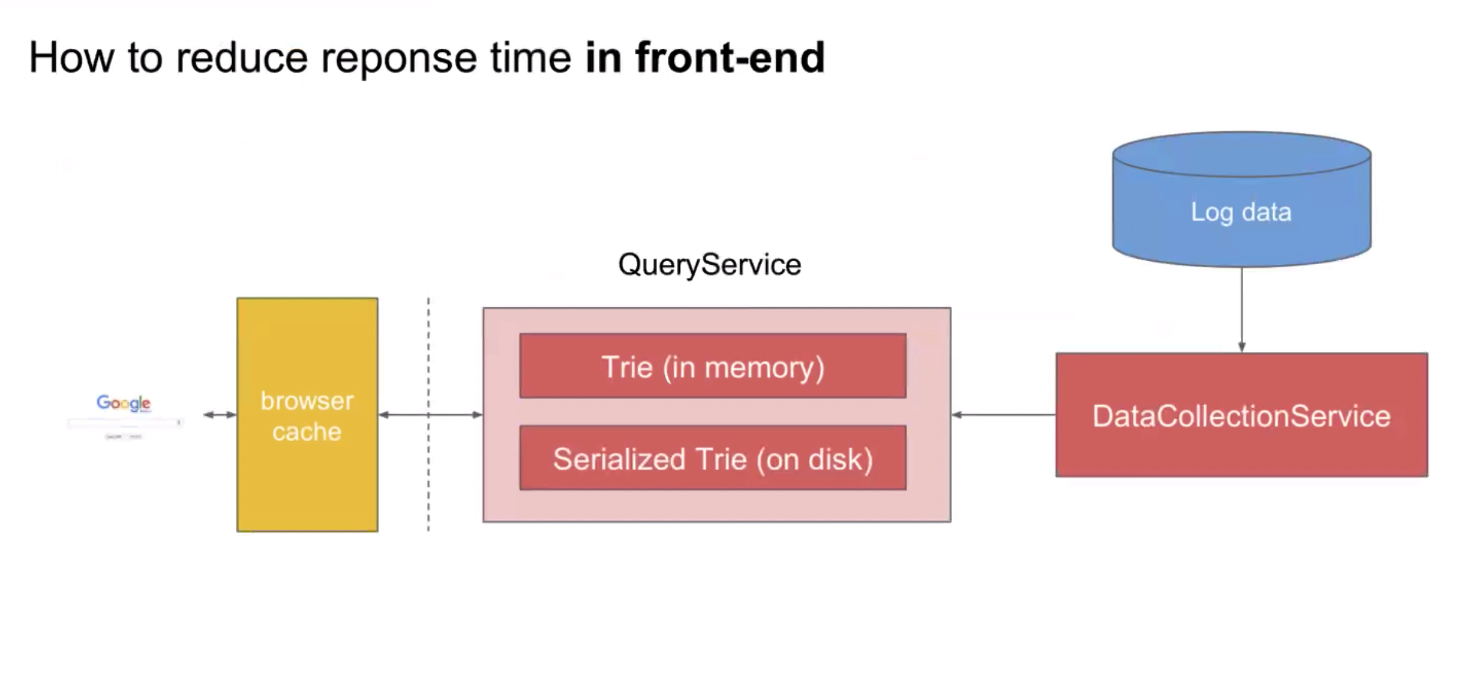 How to reduce reponse time in front-end
Log data
QueryService
Trie (in memory)
Google
browser
cache
DataCollectionService
Serialized Trie (on disk)